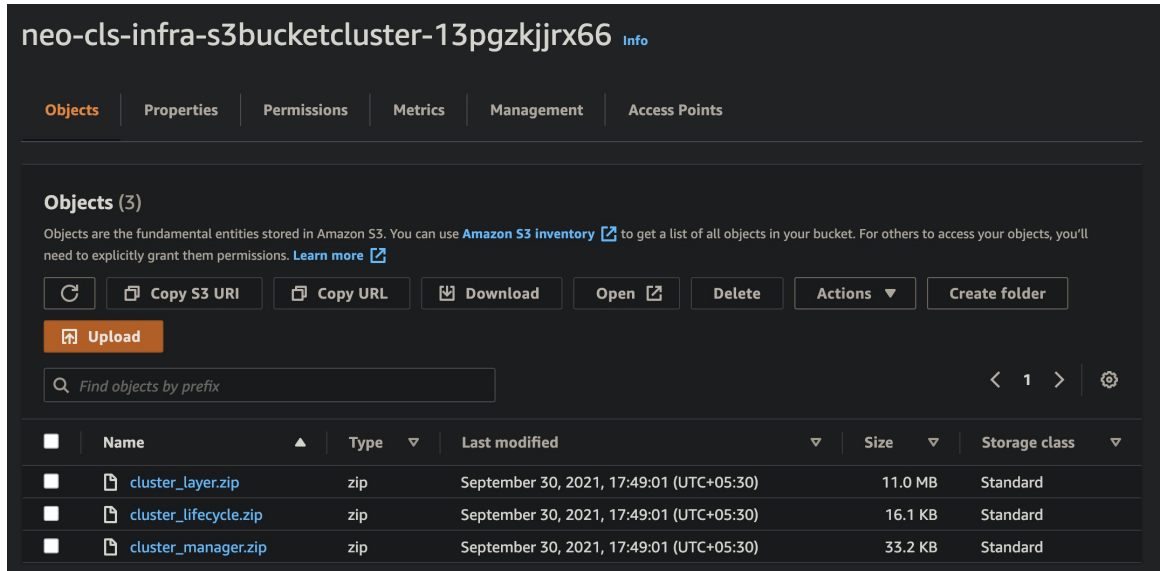 neo-cls-infra-s3bucketcluster-13pgzkjjrx66 Info
Objects Properties Permissions Metrics Management Access Points
Objects (3)
Objects are the fundamental entities stored in Amazon S3. You can use Amazon S3 inventory to get a list of all objects in your bucket. For others to access your objects, you'll
need to explicitly grant them permissions. Learn more
Copy S3 URI Copy URL Download Open Delete Actions Create folder
Upload
Find objects by prefix 1
Name Type Last modified Size Storage class
cluster_layer.zip zip September 30, 2021, 17:49:01 (UTC+05:30) 11.0 MB Standard
cluster_lifecycle.zip zip September 30, 2021, 17:49:01 (UTC+05:30) 16.1 KB Standard
cluster_manager.zip zip September 30, 2021, 17:49:01 (UTC+05:30) 33.2 KB Standard